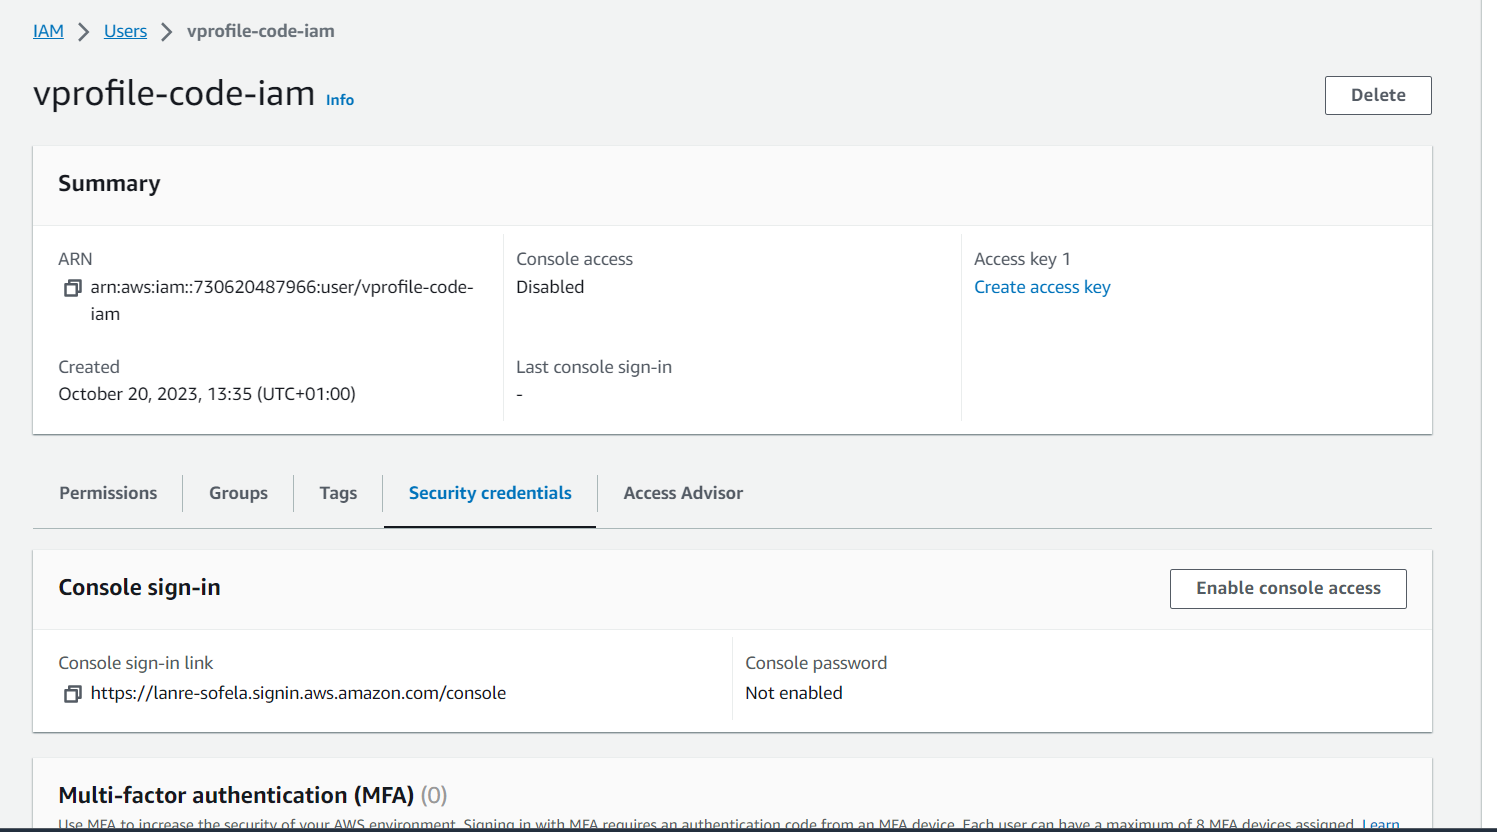 IAM > Users > vprofile-code-iam
vprofile-code-iam Info
Delete
Summary
ARN
arn:aws:iam::730620487966:user/vprofile-code-
iam
Created
October 20, 2023, 13:35 (UTC+01:00)
Console access
Disabled
Last console sign-in
-
Access key 1
Create access key
Permissions Groups Tags Security credentials Access Advisor
Console sign-in
Enable console access
Console sign-in link
https://lanre-sofela.signin.aws.amazon.com/console
Console password
Not enabled
Multi-factor authentication (MFA) (0)
Use MFA to increase the security of your AWS environment. Signing in with MFA requires an authentication code from an MFA device. Each user can have a maximum of 8 MFA devices assigned. Learn